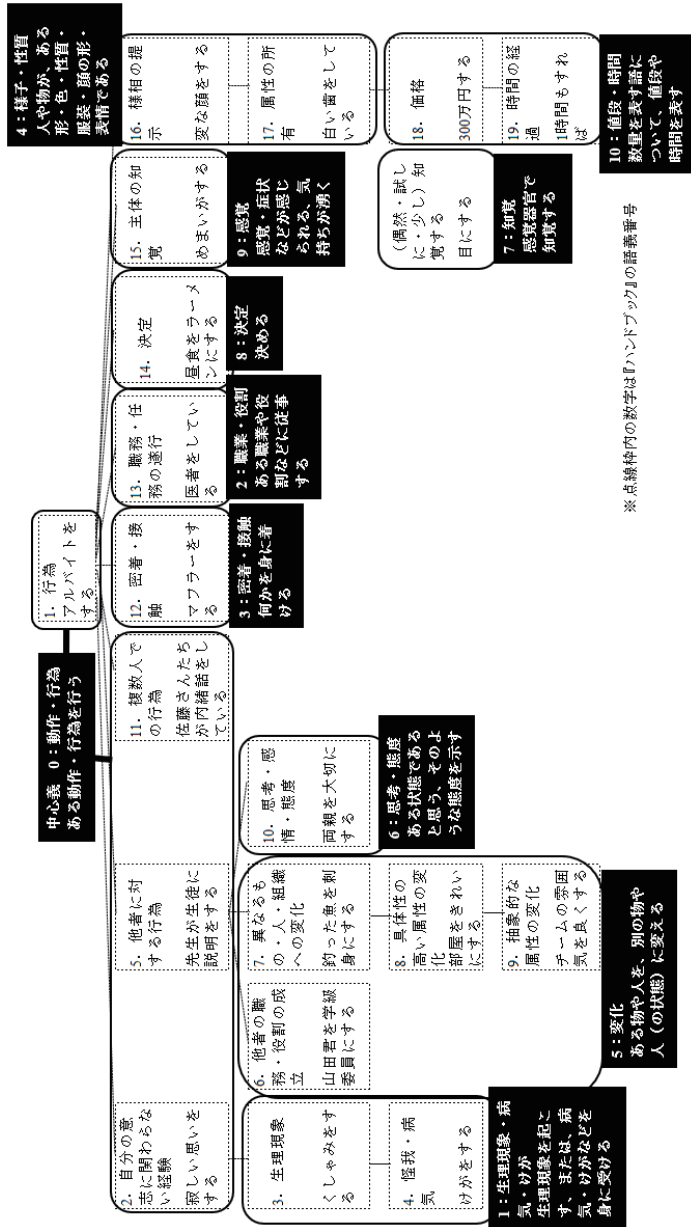 中心義 0：動作・行為
ある動作・行為を行う
1. 行為
アルバイトを
する
2. 自分の意
志に関わらな
い経験
寂しい思いを
する
5. 他者に対
する行為
先生が生徒に
説明をする
11. 複数人で
の行為
佐藤さんたち
が内緒話をし
ている
12. 密着・接
触
マフラーをす
る
13. 職務・任
務の遂行
医者をしてい
る
14. 決定
昼食をラーメ
ンにする
15. 主体の知
覚
めまいがする
16. 様相の提
示
変な顔をする
4：様子・性質
人や物が、ある
形・色・性質・
服装・顔の形・
表情である
3. 生理現象
くしゃみをす
る
6. 他者の職
務・役割の成
立
山田君を学級
委員にする
7. 異なるも
の・人・組織
への変化
釣った魚を刺
身にする
10. 思考・感
情・態度
両親を大切に
する
3：密着・接触
何かを身に着
ける
2：職業・役割
ある職業や役
割などに従事
する
8：決定
決める
9：感覚
感覚・症状
などが感じ
られる、気
持ちが湧く
17. 属性の所
有
白い歯をして
いる
4. 怪我・病
気
けがをする
8. 具体性の
高い属性の変
化
部屋をきれい
にする
6：思考・態度
ある状態である
と思う、そのよ
うな態度を示す
（偶然・試し
に・少し）知
覚する
目にする
18. 価格
300万円する
1：生理現象・病
気・けが
生理現象を起こ
す、または、病
気・けがなどを
身に受ける
9. 抽象的な
属性の変化
チームの雰囲
気を良くする
7：知覚
感覚器官で
知覚する
19. 時間の経
過
1時間もすれ
ば
5：変化
ある物や人を、別の物や
人（の状態）に変える
10：値段・時間
数量を表す語に
ついて、値段や
時間を表す
※点線枠内の数字は『ハンドブック』の語義番号